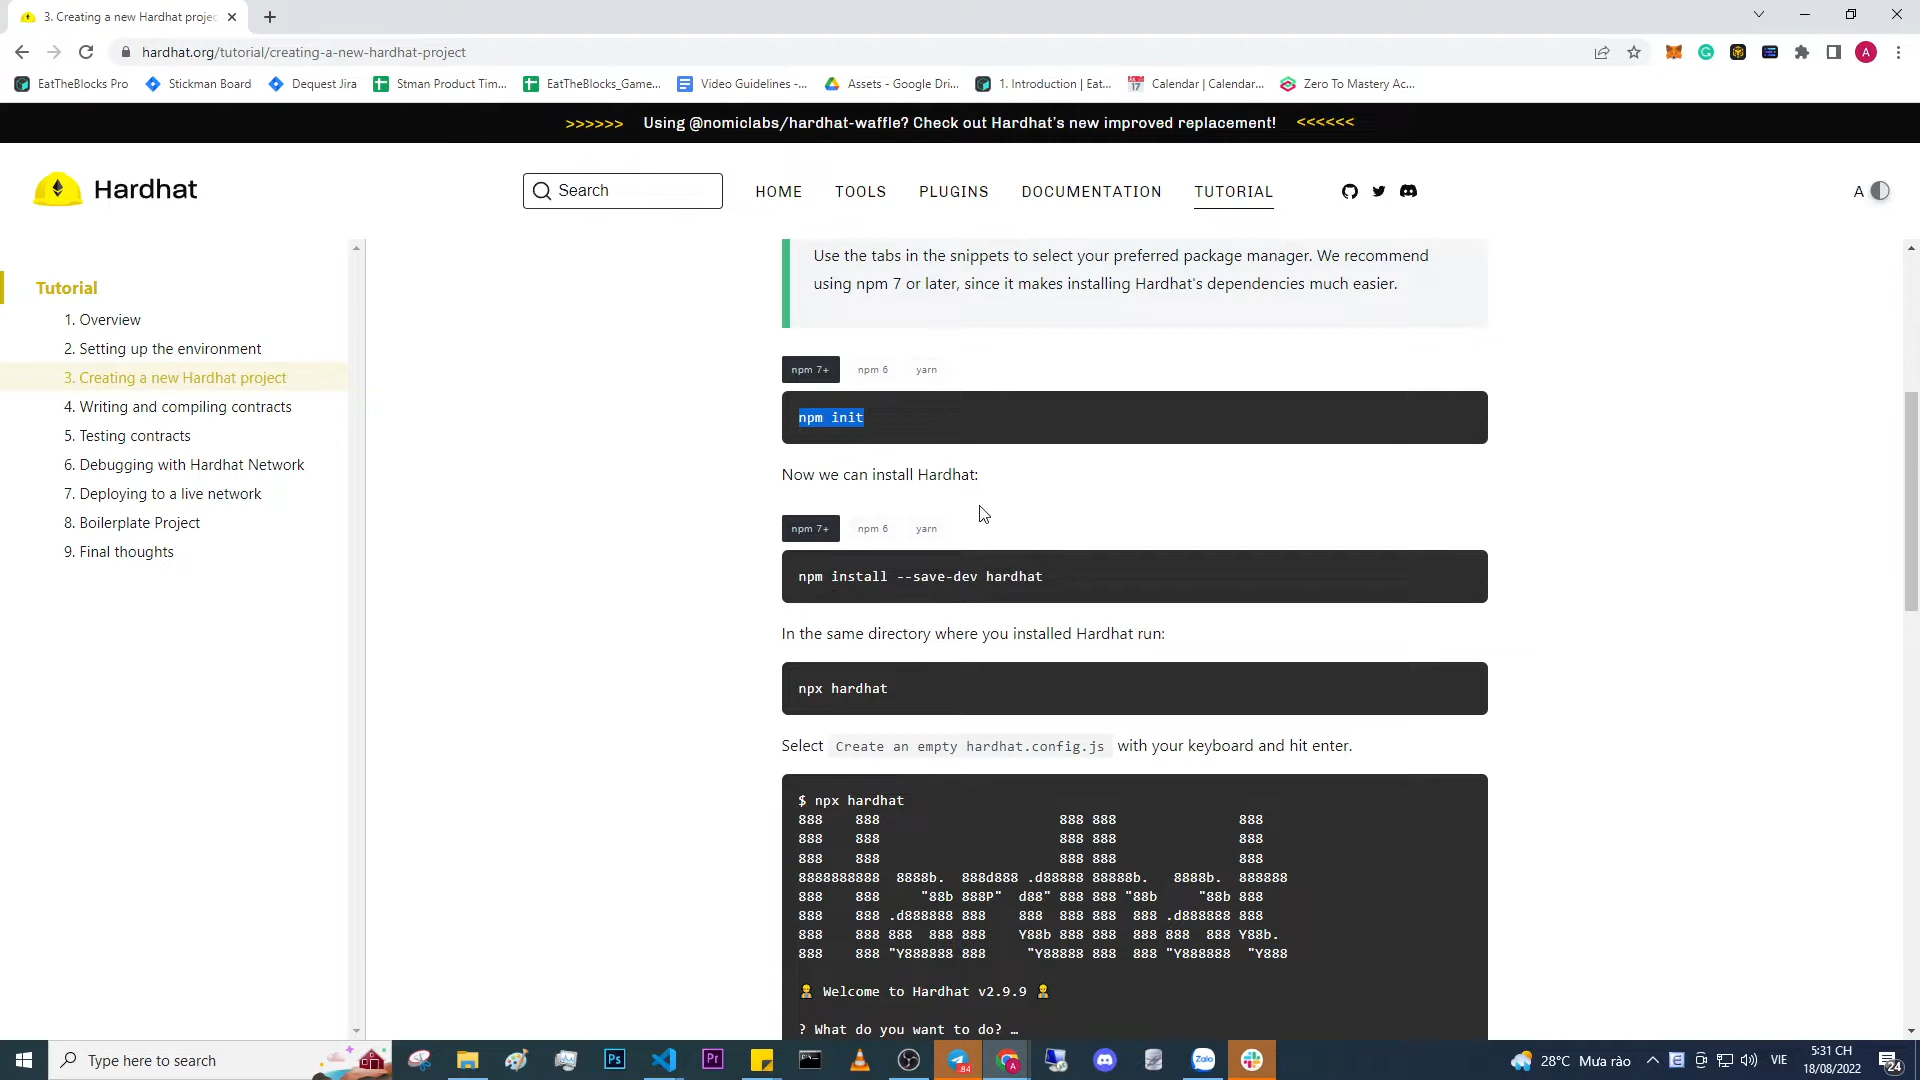 3. Creating a new Hardhat projec
hardhat.org/tutorial/creating-a-new-hardhat-project
EatTheBlocks Pro
Stickman Board
Dequest Jira
Stman Product Tim...
EatTheBlocks_Game...
Video Guidelines -...
Assets - Google Dri...
1. Introduction | Eat...
Calendar | Calendar...
Zero To Mastery Ac...
>>>>>> Using @nomiclabs/hardhat-waffle? Check out Hardhat's new improved replacement! <<<<<<
Hardhat
Search
HOME
TOOLS
PLUGINS
DOCUMENTATION
TUTORIAL
A
Tutorial
1. Overview
2. Setting up the environment
3. Creating a new Hardhat project
4. Writing and compiling contracts
5. Testing contracts
6. Debugging with Hardhat Network
7. Deploying to a live network
8. Boilerplate Project
9. Final thoughts
Use the tabs in the snippets to select your preferred package manager. We recommend
using npm 7 or later, since it makes installing Hardhat's dependencies much easier.
npm 7+ npm 6 yarn
npm init
Now we can install Hardhat:
npm 7+ npm 6 yarn
npm install --save-dev hardhat
In the same directory where you installed Hardhat run:
npx hardhat
Select Create an empty hardhat.config.js with your keyboard and hit enter.
$ npx hardhat
888    888                      888 888               888
888    888                      888 888               888
888    888                      888 888               888
8888888888  8888b.  888d888 .d88888 88888b.   8888b.  888888
888    888     "88b 888P"  d88" 888 888 "88b     "88b 888
888    888 .d888888 888    888  888 888  888 .d888888 888
888    888 888  888 888    Y88b 888 888  888 888  888 Y88b.
888    888 "Y888888 888     "Y88888 888  888 "Y888888  "Y888
Welcome to Hardhat v2.9.9
? What do you want to do? …
Type here to search
28°C Mưa rào
VIE
5:31 CH
18/08/2022
24